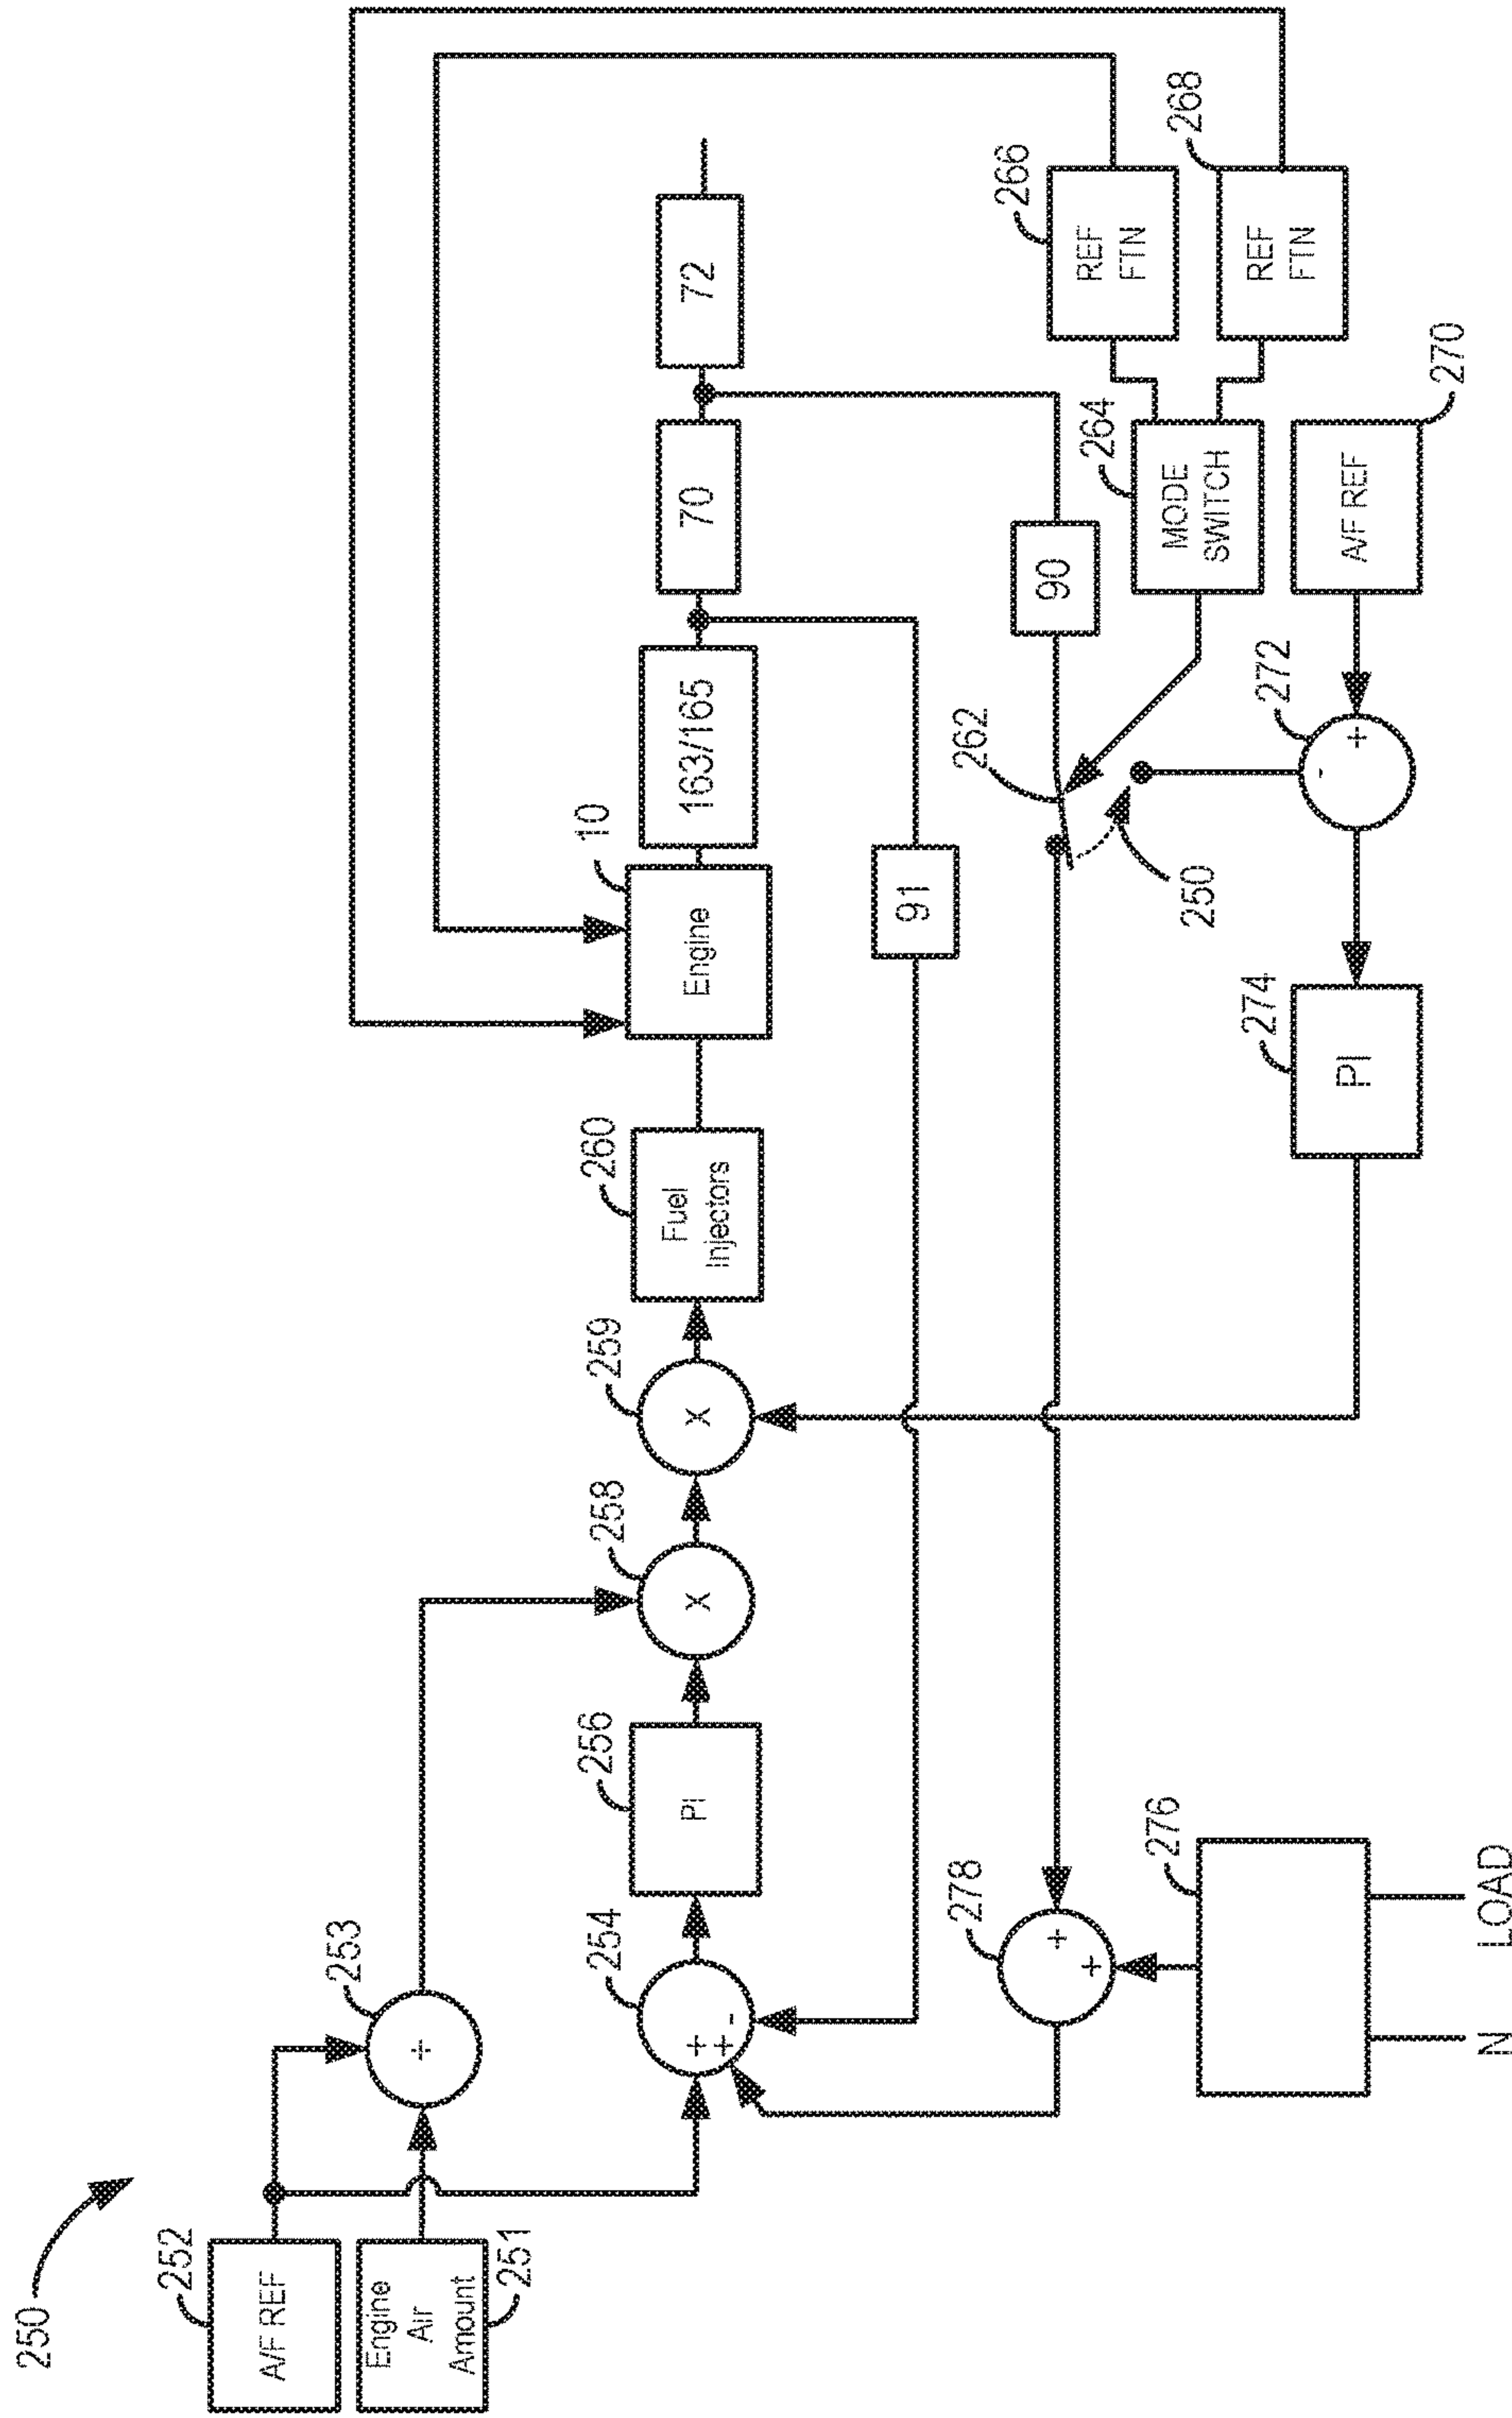 250
252
A/F REF
Engine
Air
Amount
251
253
÷
254
+
+
-
256
PI
258
X
259
X
260
Fuel
Injectors
10
Engine
163/165
70
72
91
90
262
250
264
MODE
SWITCH
266
REF
FTN
268
REF
FTN
270
A/F REF
272
+
-
274
PI
278
+
+
276
IN
LOAD